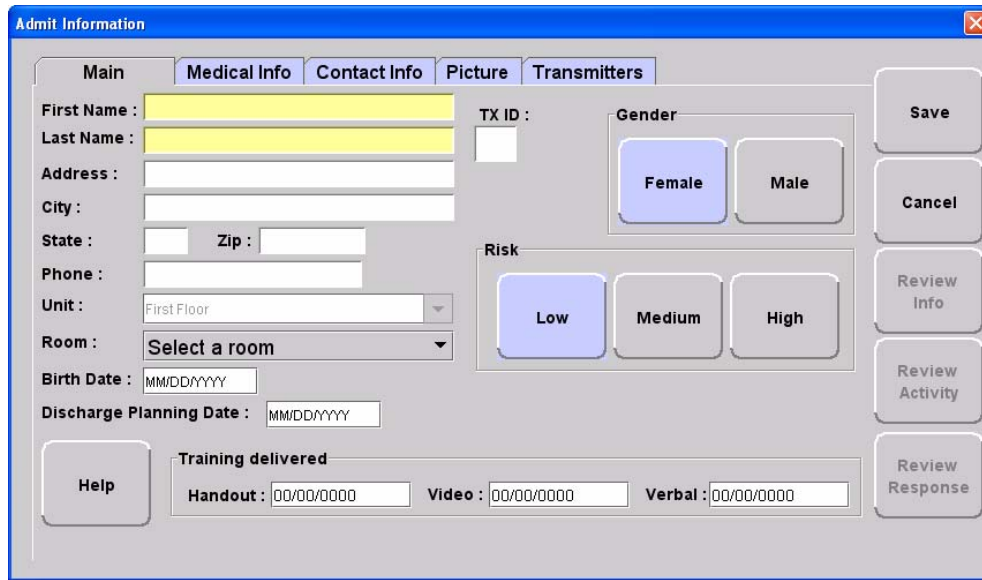 Admit Information
Main Medical Info Contact Info Picture Transmitters
First Name :
Last Name :
Address :
City :
State : Zip :
Phone :
Unit : First Floor
Room : Select a room
Birth Date : MM/DD/YYYY
Discharge Planning Date : MM/DD/YYYY
TX ID :
Gender
Female Male
Risk
Low Medium High
Help
Training delivered
Handout : 00/00/0000 Video : 00/00/0000 Verbal : 00/00/0000
Save
Cancel
Review
Info
Review
Activity
Review
Response